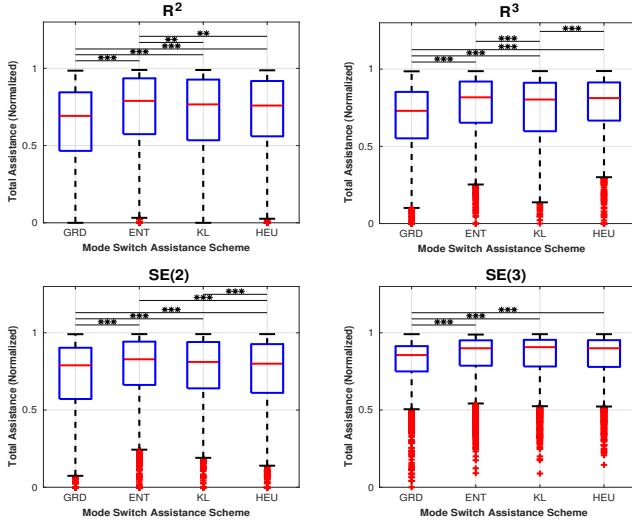 R²
**
**
***
***
***
1
0.5
0
Total Assistance (Normalized)
GRD ENT KL HEU
Mode Switch Assistance Scheme
R³
***
***
***
***
***
1
0.5
0
Total Assistance (Normalized)
GRD ENT KL HEU
Mode Switch Assistance Scheme
SE(2)
***
***
***
***
***
1
0.5
0
Total Assistance (Normalized)
GRD ENT KL HEU
Mode Switch Assistance Scheme
SE(3)
***
***
***
1
0.5
0
Total Assistance (Normalized)
GRD ENT KL HEU
Mode Switch Assistance Scheme